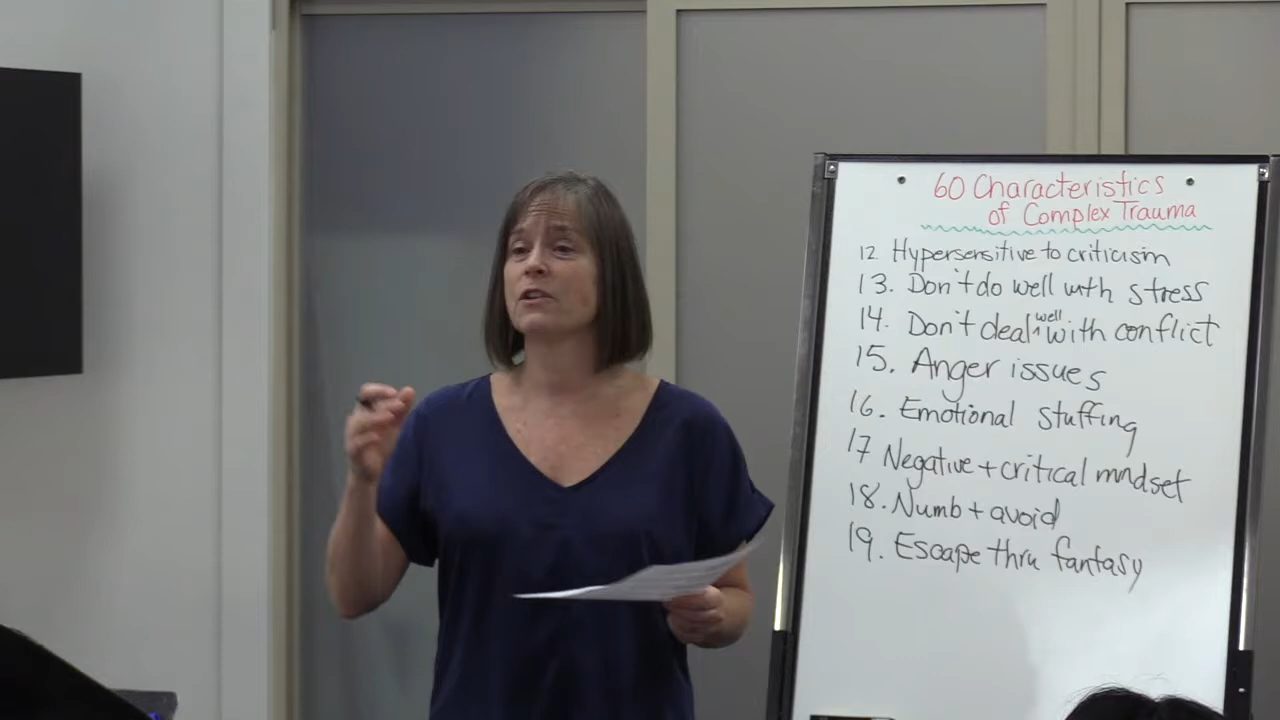 60 Characteristics
of Complex Trauma
12 Hypersensitive to criticism
13. Don't do well with stress
14. Don't deal well with conflict
15. Anger issues
16. Emotional stuffing
17 Negative + critical mindset
18. Numb + avoid
19. Escape thru fantasy